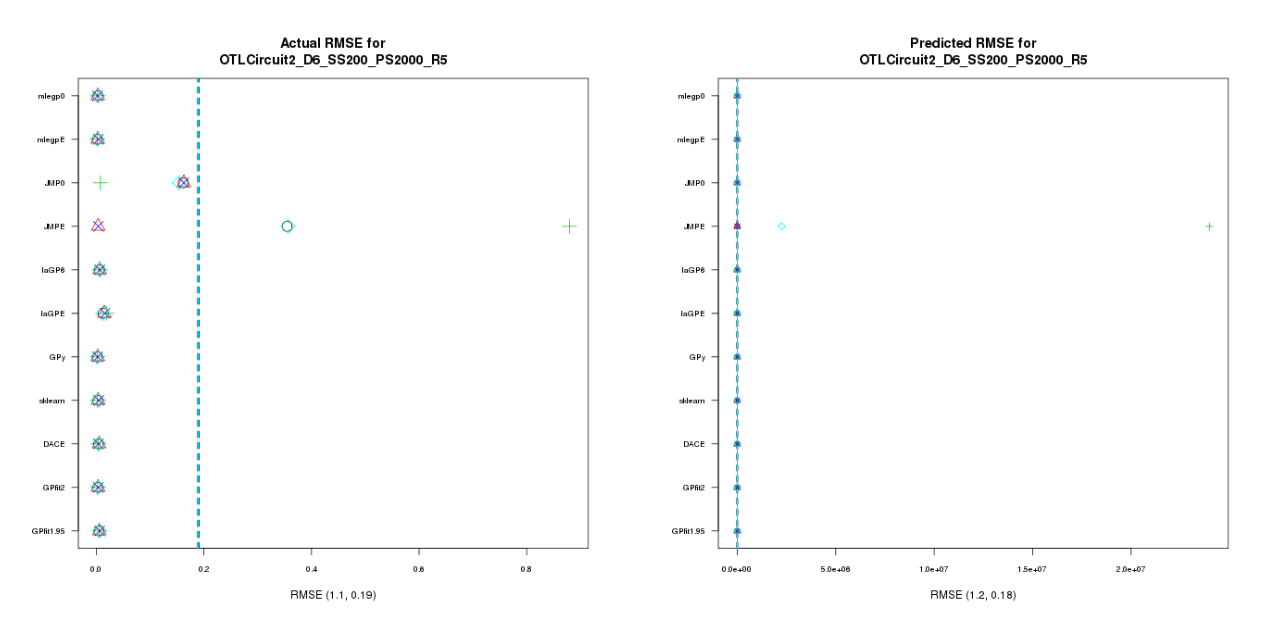 Actual RMSE for
OTLCircuit2_D6_SS200_PS2000_R5
mlegp0
mlegpE
JMP0
JMPE
laGP6
laGPE
GPy
sklearn
DACE
GPfit2
GPfit1.95
0.0 0.2 0.4 0.6 0.8
RMSE (1.1, 0.19)
Predicted RMSE for
OTLCircuit2_D6_SS200_PS2000_R5
mlegp0
mlegpE
JMP0
JMPE
laGP6
laGPE
GPy
sklearn
DACE
GPfit2
GPfit1.95
0.0e+00 5.0e+06 1.0e+07 1.5e+07 2.0e+07
RMSE (1.2, 0.18)